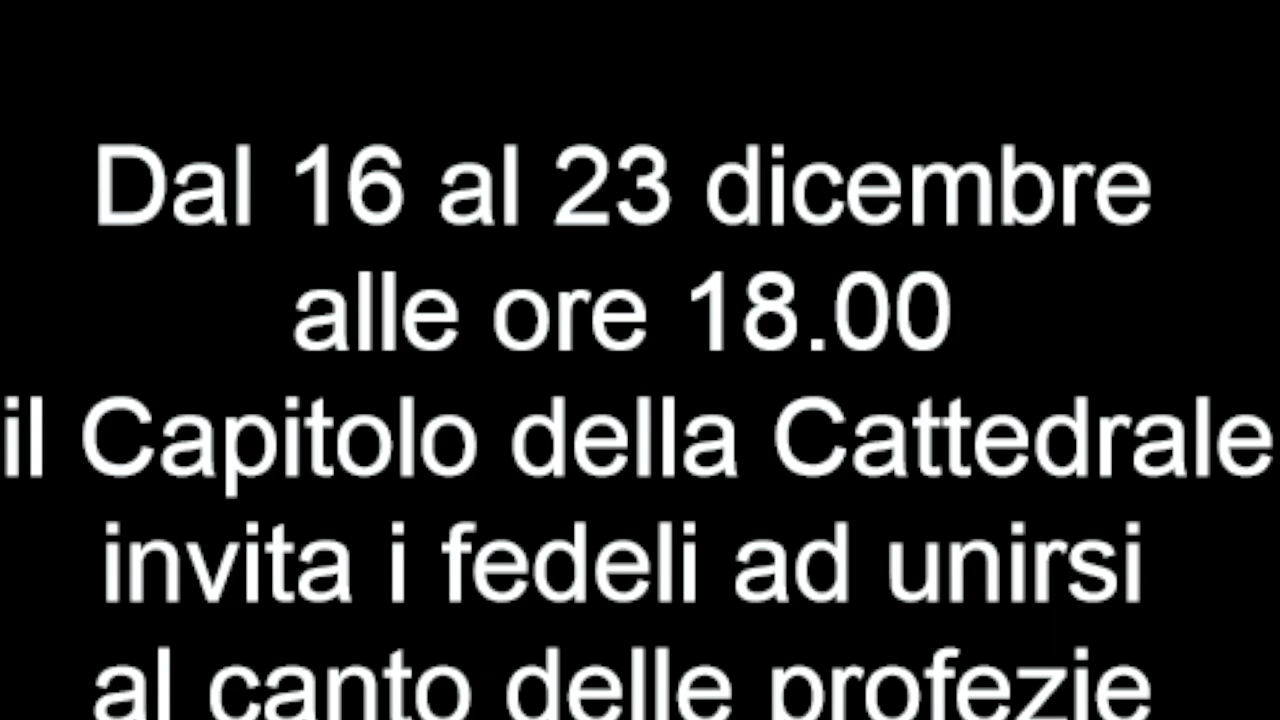 Dal 16 al 23 dicembre
alle ore 18.00
il Capitolo della Cattedrale
invita i fedeli ad unirsi
al canto delle profezie